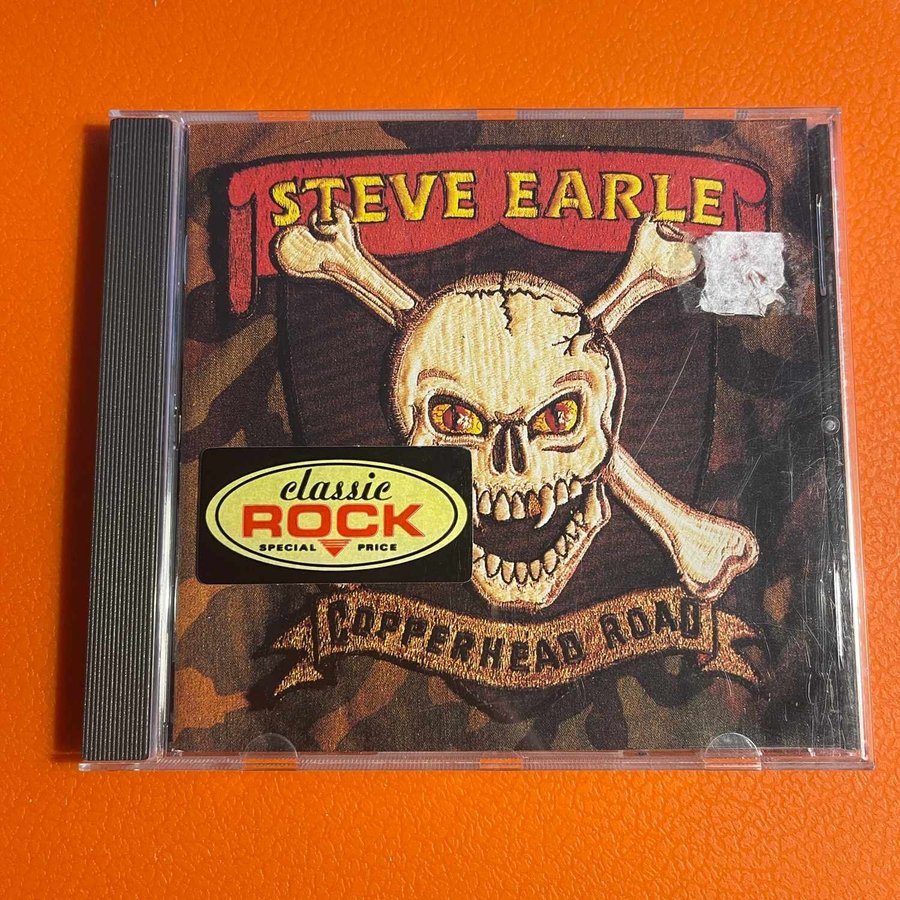 STEVE EARLE
classic
ROCK
SPECIAL PRICE
COPPERHEAD ROAD